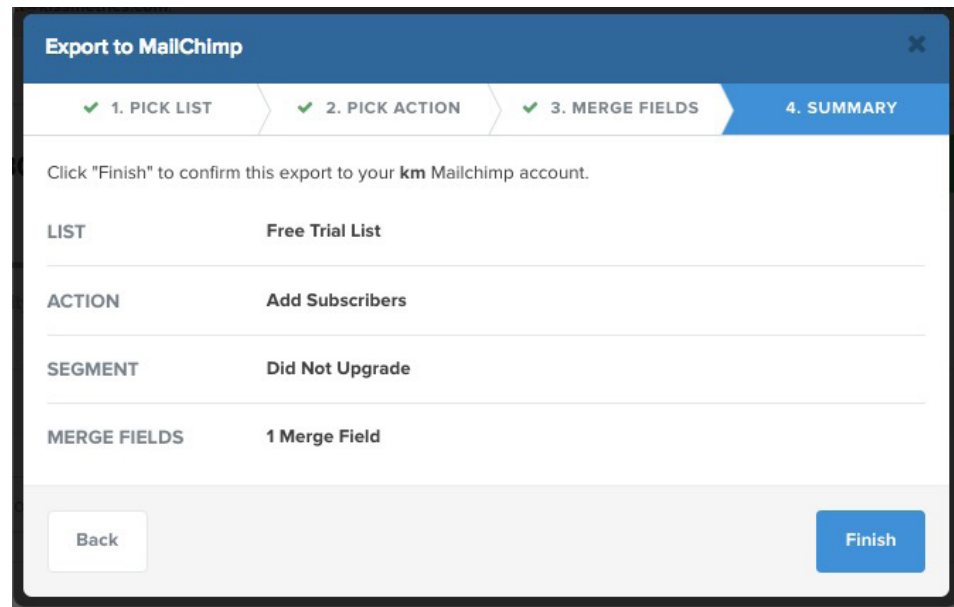 Export to MailChimp
1. PICK LIST
2. PICK ACTION
3. MERGE FIELDS
4. SUMMARY
Click "Finish" to confirm this export to your km Mailchimp account.
LIST
Free Trial List
ACTION
Add Subscribers
SEGMENT
Did Not Upgrade
MERGE FIELDS
1 Merge Field
Back
Finish